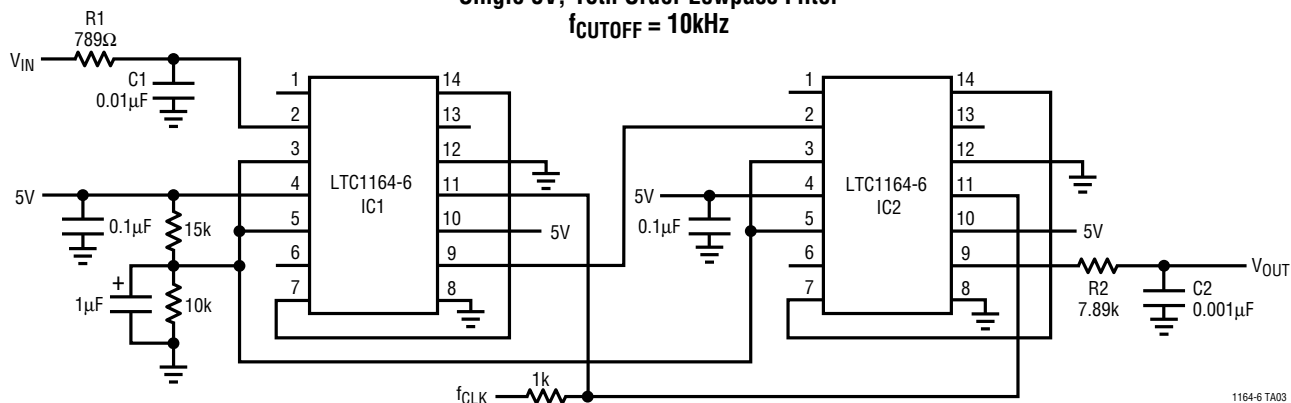 Single 5V, Order Lowpass Filter
fCUTOFF = 10kHz
R1
789Ω
VIN
C1
0.01µF
1
2
3
4
5
6
7
14
13
12
11
10
9
8
LTC1164-6
IC1
5V
0.1µF
15k
+
1µF
10k
5V
1
2
3
4
5
6
7
14
13
12
11
10
9
8
LTC1164-6
IC2
5V
0.1µF
5V
R2
7.89k
VOUT
C2
0.001µF
fCLK
1k
1164-6 TA03